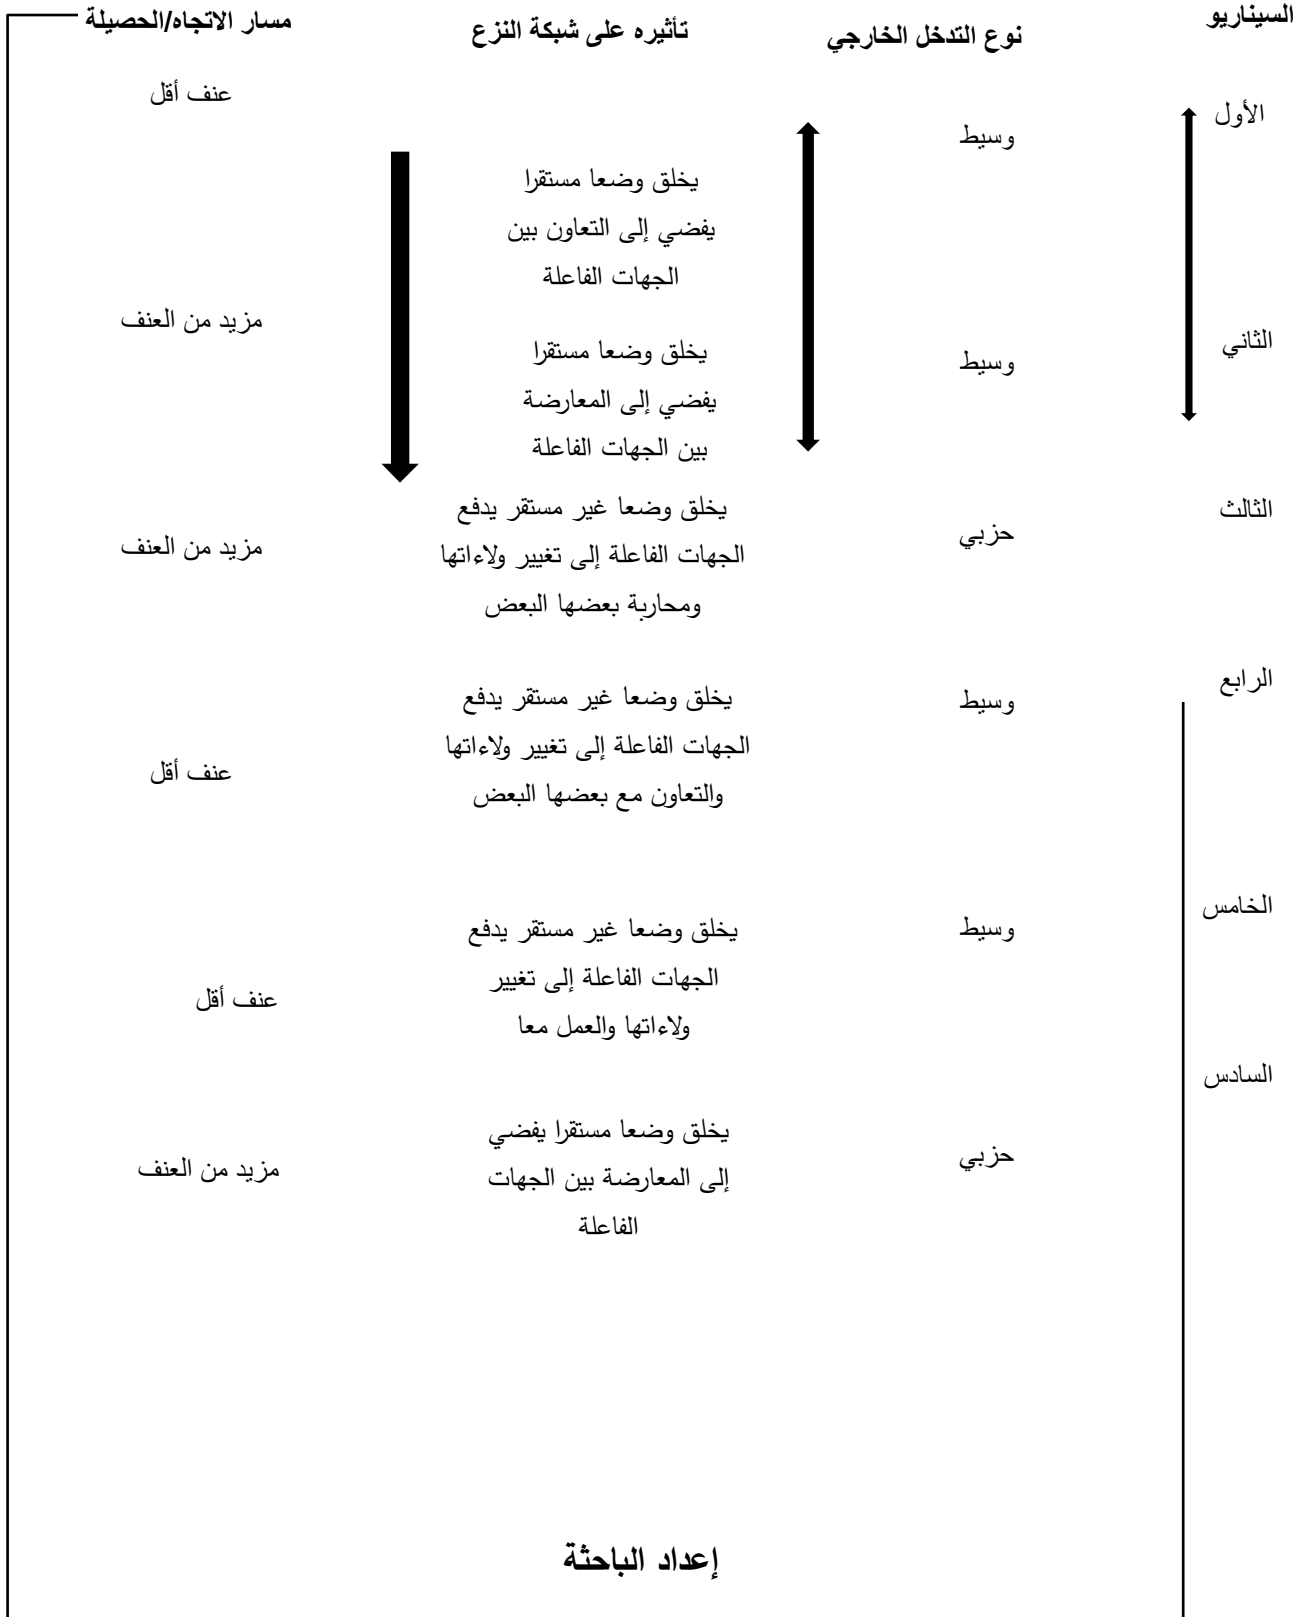 السيناريو
نوع التدخل الخارجي
تأثيره على شبكة النزع
مسار الاتجاه/الحصيلة
الأول
وسيط
يخلق وضعا مستقرا
يفضي إلى التعاون بين
الجهات الفاعلة
عنف أقل
الثاني
وسيط
يخلق وضعا مستقرا
يفضي إلى المعارضة
بين الجهات الفاعلة
مزيد من العنف
الثالث
حزبي
يخلق وضعا غير مستقر يدفع
الجهات الفاعلة إلى تغيير ولاءاتها
ومحاربة بعضها البعض
مزيد من العنف
الرابع
وسيط
يخلق وضعا غير مستقر يدفع
الجهات الفاعلة إلى تغيير ولاءاتها
والتعاون مع بعضها البعض
عنف أقل
الخامس
وسيط
يخلق وضعا غير مستقر يدفع
الجهات الفاعلة إلى تغيير
ولاءاتها والعمل معا
عنف أقل
السادس
حزبي
يخلق وضعا مستقرا يفضي
إلى المعارضة بين الجهات
الفاعلة
مزيد من العنف
إعداد الباحثة